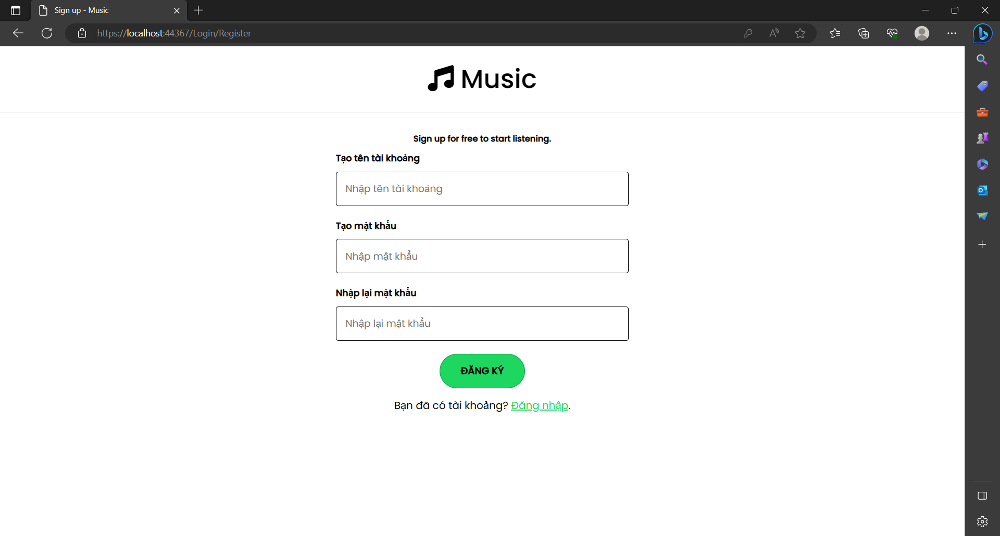 Sign up - Music
https://localhost:44367/Login/Register
Music
Sign up for free to start listening.
Tạo tên tài khoảng
Nhập tên tài khoảng
Tạo mật khẩu
Nhập mật khẩu
Nhập lại mật khẩu
Nhập lại mật khẩu
ĐĂNG KÝ
Bạn đã có tài khoảng? Đăng nhập.